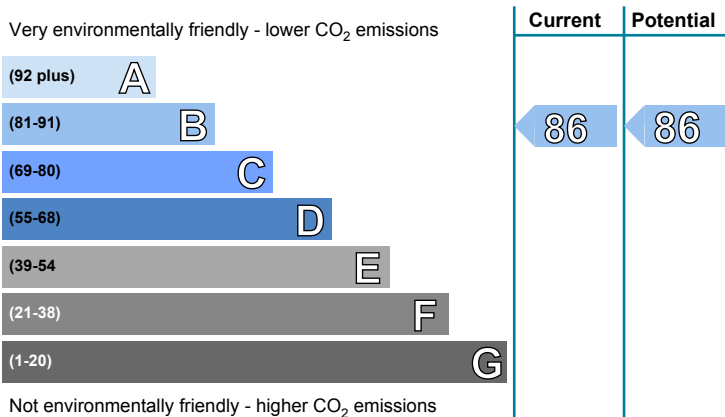 Very environmentally friendly - lower CO₂ emissions
Current
Potential
(92 plus) A
(81-91) B
86
86
(69-80) C
(55-68) D
(39-54 E
(21-38) F
(1-20) G
Not environmentally friendly - higher CO₂ emissions